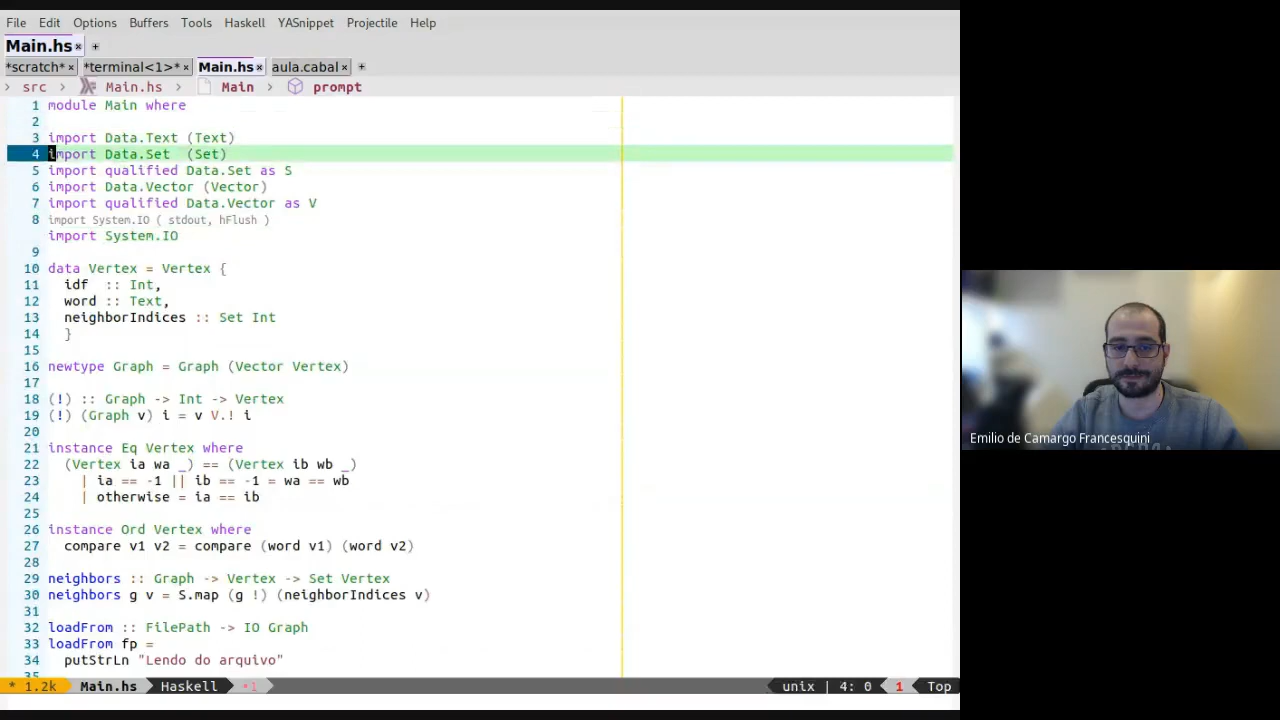 File Edit Options Buffers Tools Haskell YASnippet Projectile Help
Main.hs × +
*scratch* × *terminal<1>* × Main.hs × aula.cabal × +
> src > Main.hs > Main > prompt
1 module Main where
2
3 import Data.Text (Text)
4 import Data.Set  (Set)
5 import qualified Data.Set as S
6 import Data.Vector (Vector)
7 import qualified Data.Vector as V
8 import System.IO ( stdout, hFlush )
import System.IO
9
10 data Vertex = Vertex {
11 idf  :: Int,
12 word :: Text,
13 neighborIndices :: Set Int
14 }
15
16 newtype Graph = Graph (Vector Vertex)
17
18 (!) :: Graph -> Int -> Vertex
19 (!) (Graph v) i = v V.! i
20
21 instance Eq Vertex where
22 (Vertex ia wa _) == (Vertex ib wb _)
23 | ia == -1 || ib == -1 = wa == wb
24 | otherwise = ia == ib
25
26 instance Ord Vertex where
27 compare v1 v2 = compare (word v1) (word v2)
28
29 neighbors :: Graph -> Vertex -> Set Vertex
30 neighbors g v = S.map (g !) (neighborIndices v)
31
32 loadFrom :: FilePath -> IO Graph
33 loadFrom fp =
34 putStrLn "Lendo do arquivo"
35
* 1.2k Main.hs Haskell •1 unix | 4: 0 1 Top
Emilio de Camargo Francesquini